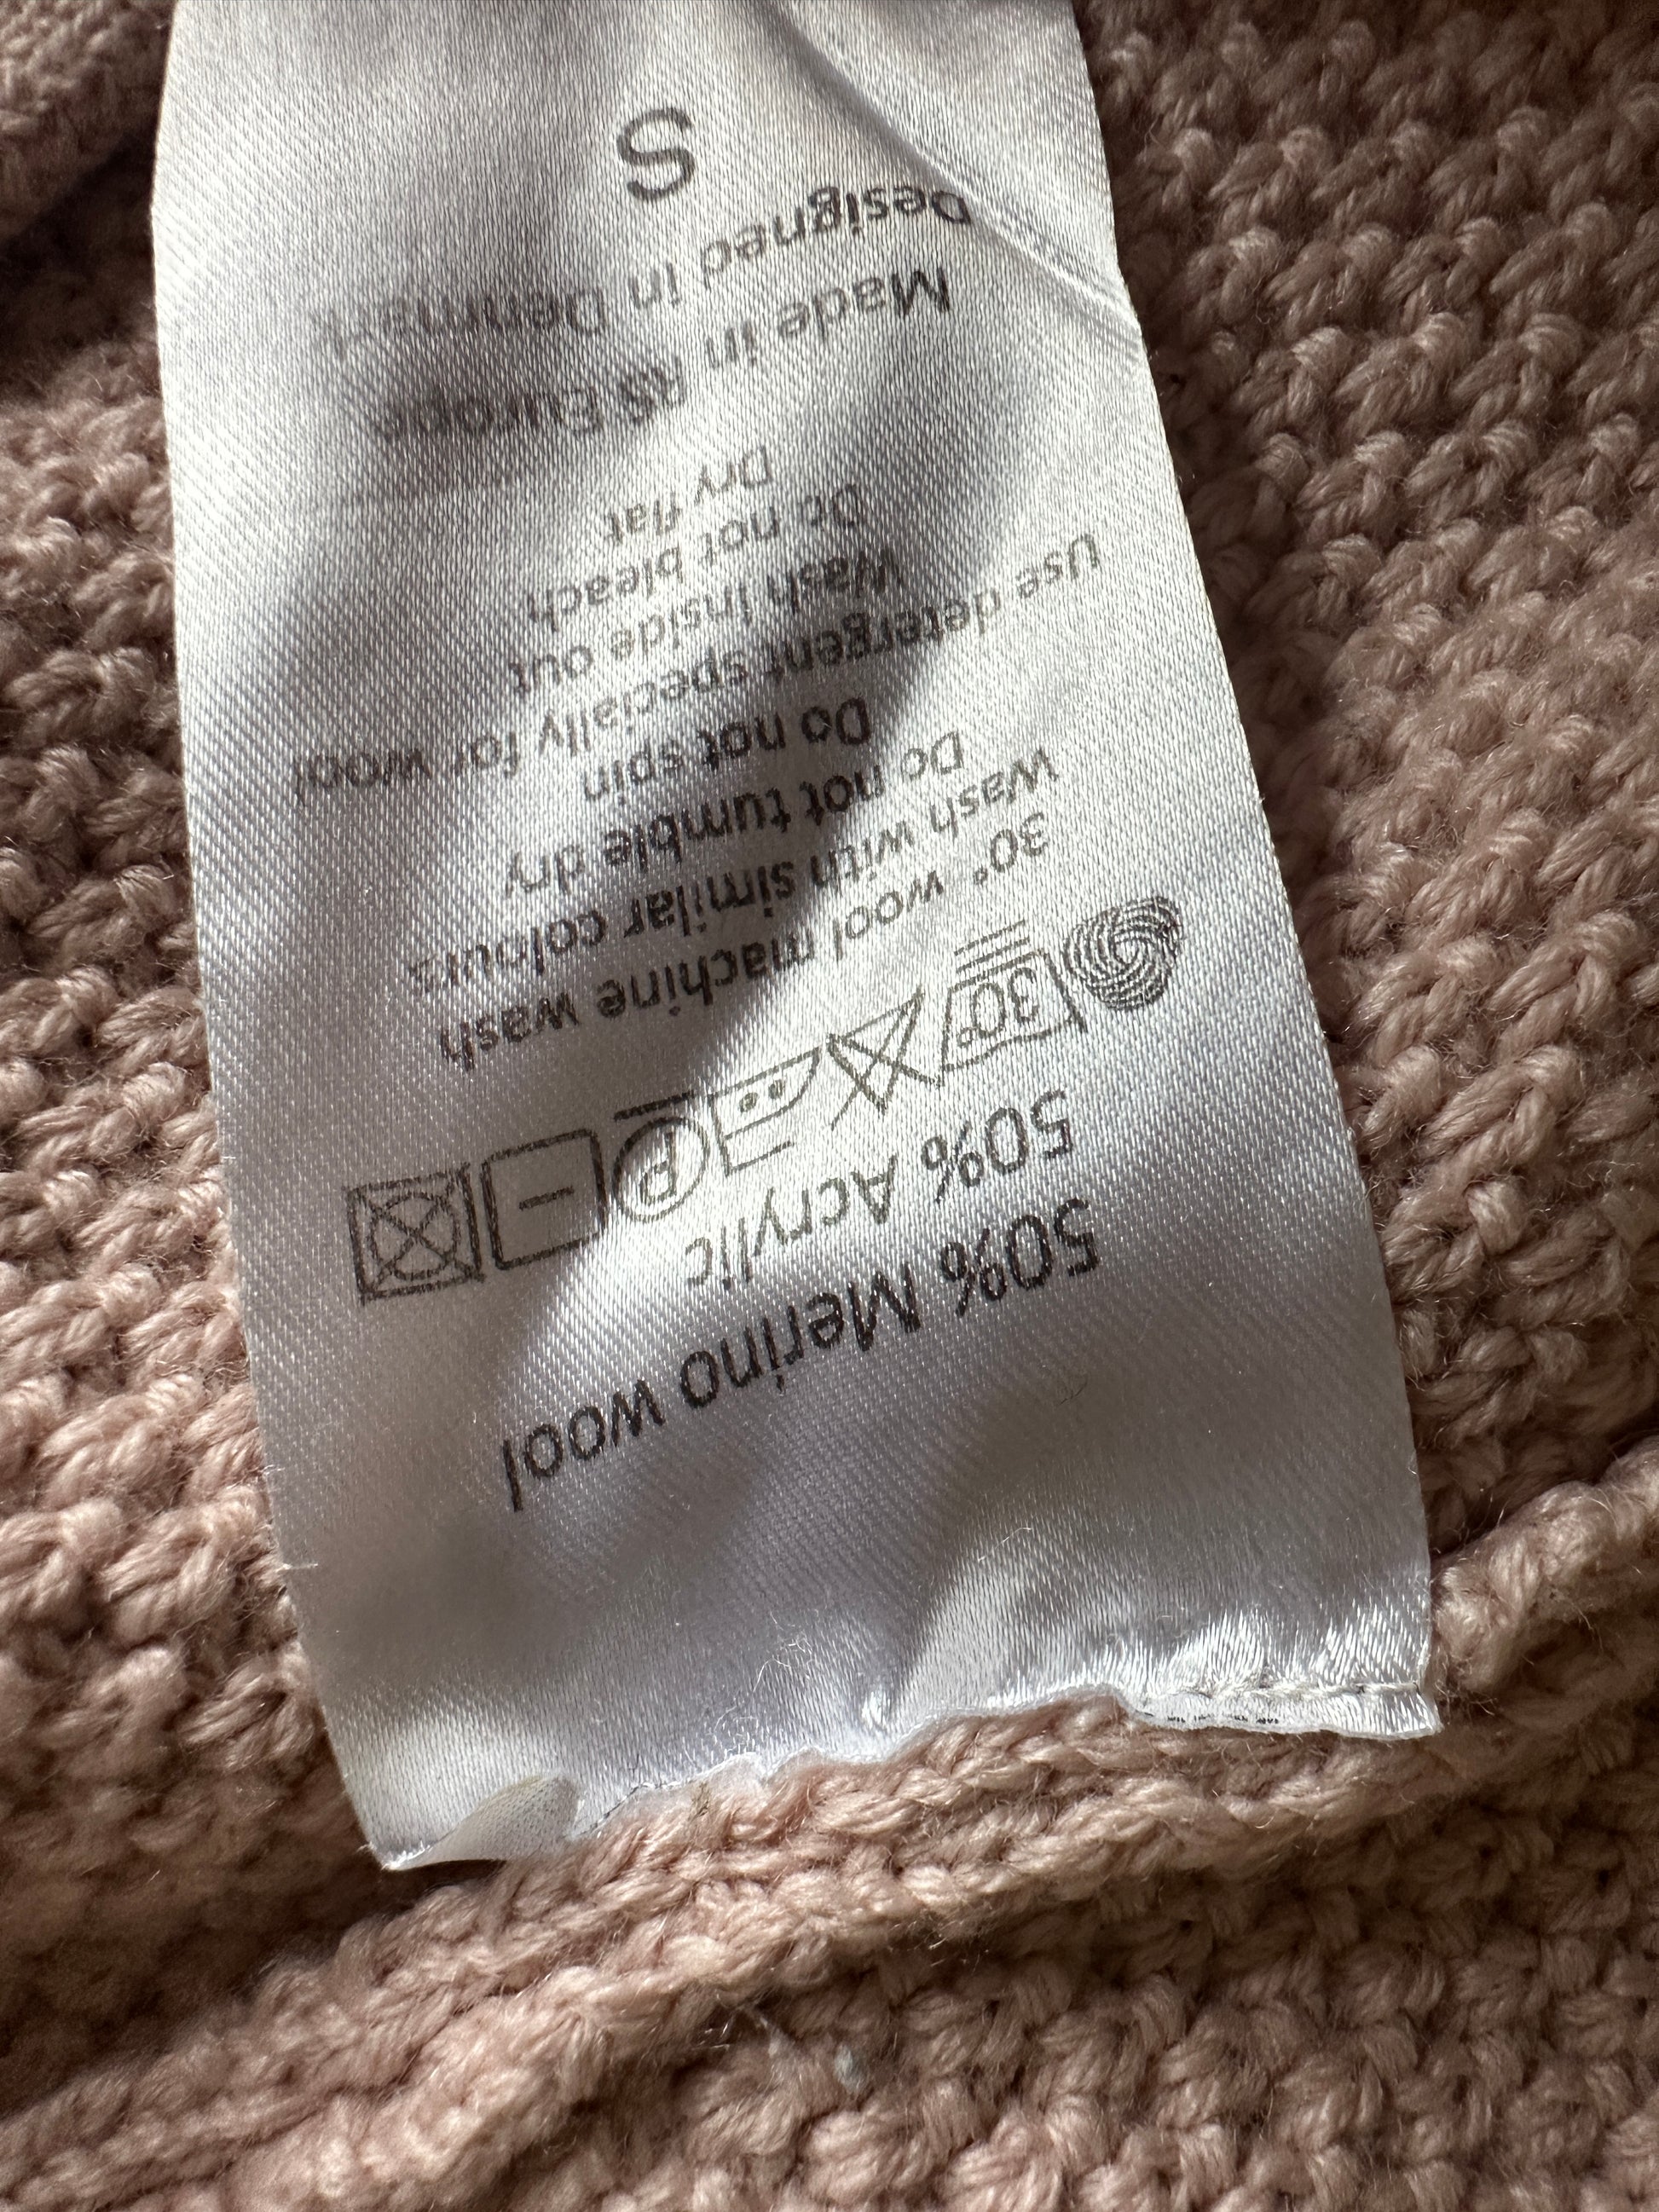 50% Merino wool
50% Acrylic
30° P
30° wool machine wash
Wash with similar colours
Do not tumble dry
Do not spin
Use detergent specially for wool
Wash inside out
Do not bleach
Dry flat
Made in Europe
Designed in Denmark
S